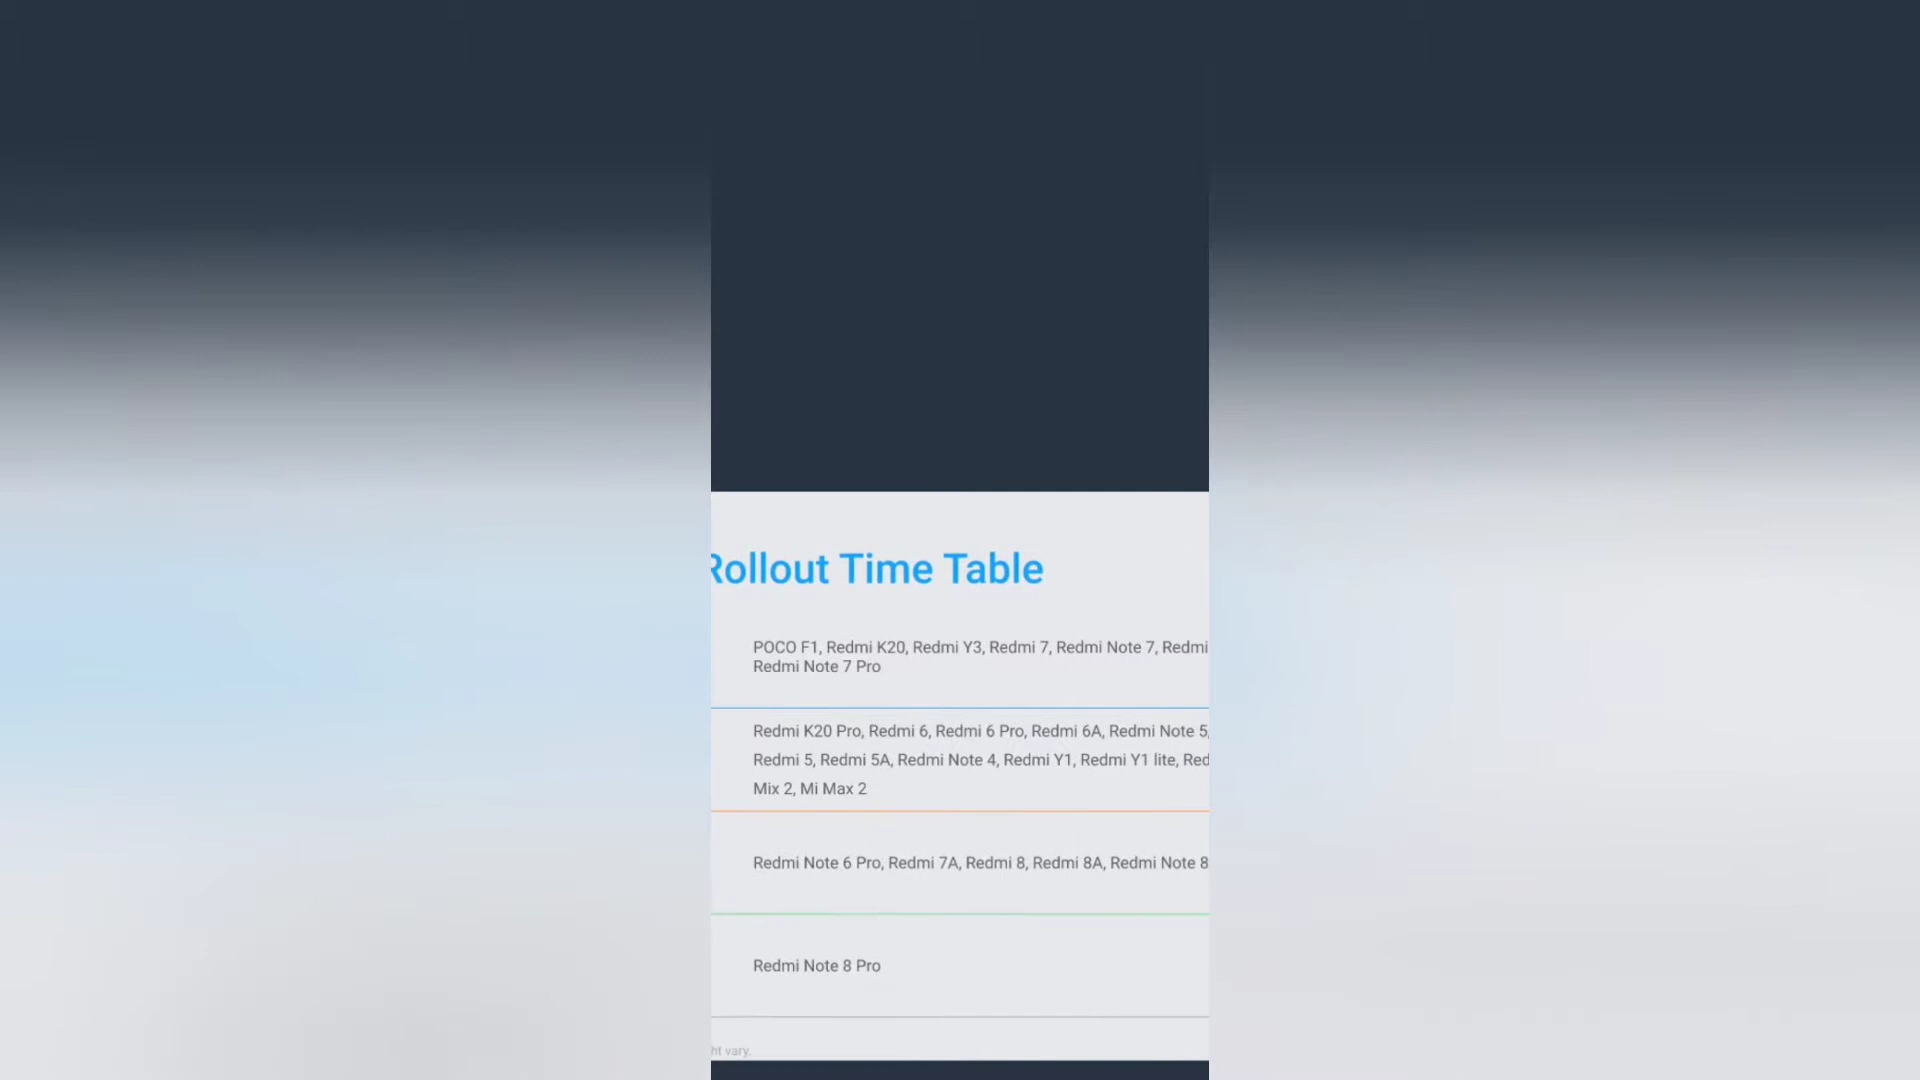 Rollout Time Table
POCO F1, Redmi K20, Redmi Y3, Redmi 7, Redmi Note 7, Redmi
Redmi Note 7 Pro
Redmi K20 Pro, Redmi 6, Redmi 6 Pro, Redmi 6A, Redmi Note 5,
Redmi 5, Redmi 5A, Redmi Note 4, Redmi Y1, Redmi Y1 lite, Red
Mix 2, Mi Max 2
Redmi Note 6 Pro, Redmi 7A, Redmi 8, Redmi 8A, Redmi Note 8
Redmi Note 8 Pro
ht vary.